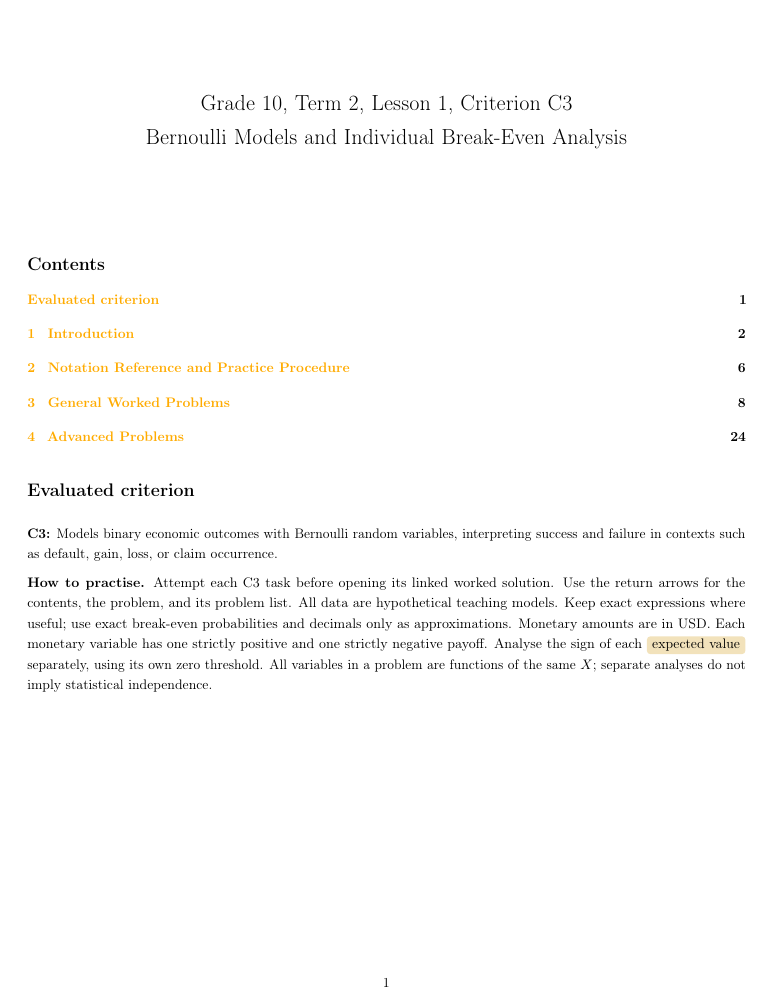 Grade 10, Term 2, Lesson 1, Criterion C3
Bernoulli Models and Individual Break-Even Analysis
Contents
Evaluated criterion 1
1 Introduction 2
2 Notation Reference and Practice Procedure 6
3 General Worked Problems 8
4 Advanced Problems 24
Evaluated criterion
C3: Models binary economic outcomes with Bernoulli random variables, interpreting success and failure in contexts such
as default, gain, loss, or claim occurrence.
How to practise. Attempt each C3 task before opening its linked worked solution. Use the return arrows for the
contents, the problem, and its problem list. All data are hypothetical teaching models. Keep exact expressions where
useful; use exact break-even probabilities and decimals only as approximations. Monetary amounts are in USD. Each
monetary variable has one strictly positive and one strictly negative payoff. Analyse the sign of each expected value
separately, using its own zero threshold. All variables in a problem are functions of the same X; separate analyses do not
imply statistical independence.
1